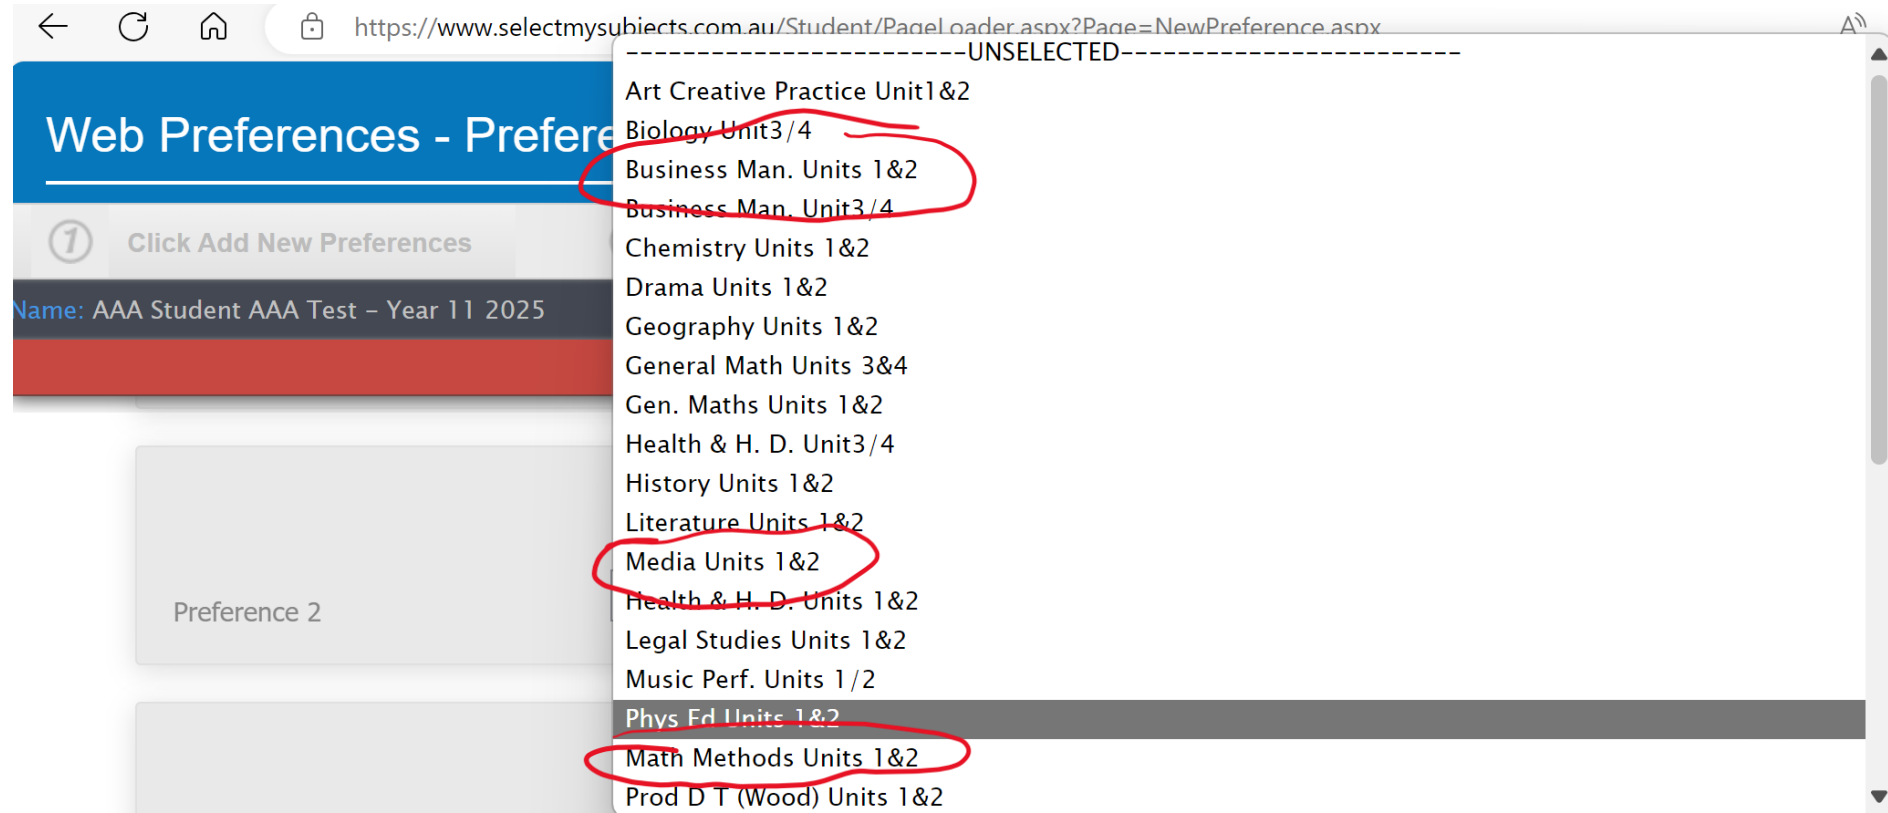 https://www.selectmysubjects.com.au/Student/PageLoader.aspx?Page=NewPreference.aspx
------------------------UNSELECTED------------------------
Art Creative Practice Unit1&2
Web Preferences - Prefere
Biology Unit3/4
Business Man. Units 1&2
Business Man. Unit3/4
1 Click Add New Preferences
Chemistry Units 1&2
Drama Units 1&2
Name: AAA Student AAA Test – Year 11 2025
Geography Units 1&2
General Math Units 3&4
Gen. Maths Units 1&2
Health & H. D. Unit3/4
History Units 1&2
Literature Units 1&2
Media Units 1&2
Health & H. D. Units 1&2
Preference 2
Legal Studies Units 1&2
Music Perf. Units 1/2
Phys Ed Units 1&2
Math Methods Units 1&2
Prod D T (Wood) Units 1&2